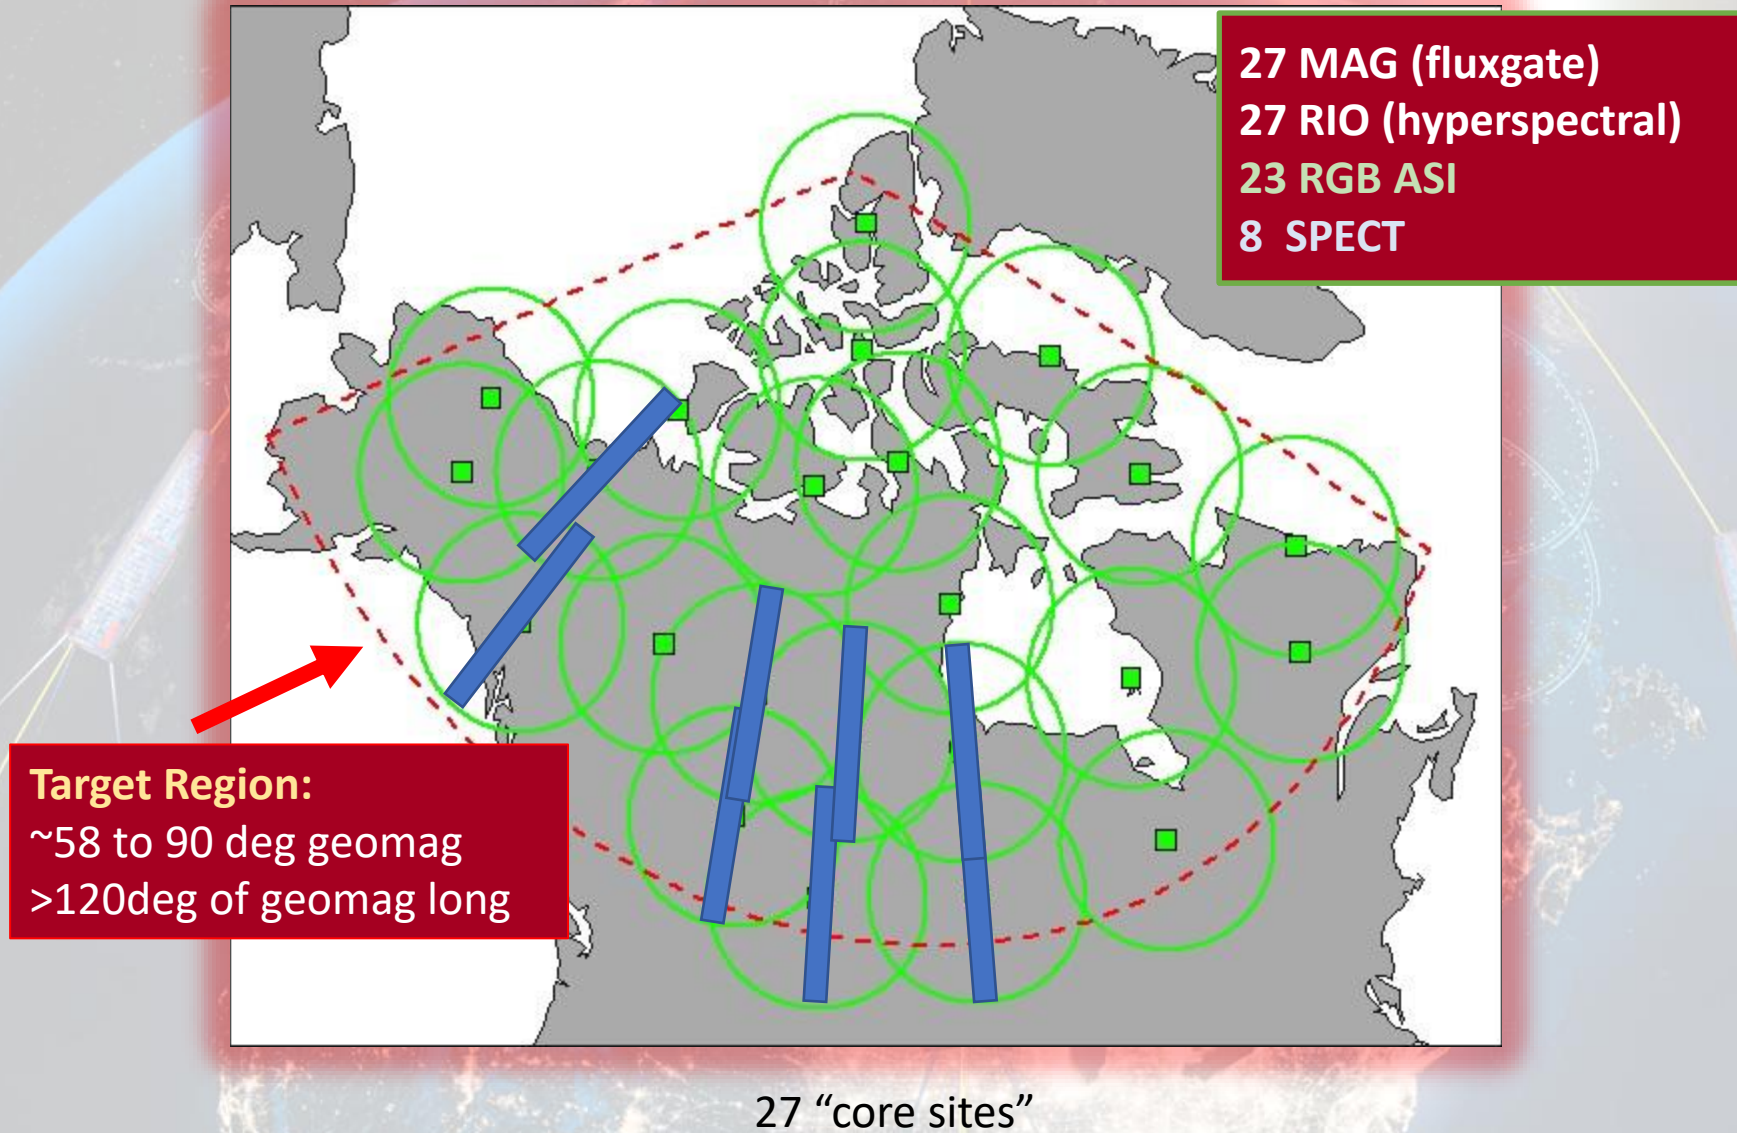 27 MAG (fluxgate)
27 RIO (hyperspectral)
23 RGB ASI
8 SPECT
Target Region:
~58 to 90 deg geomag
>120deg of geomag long
27 “core sites”